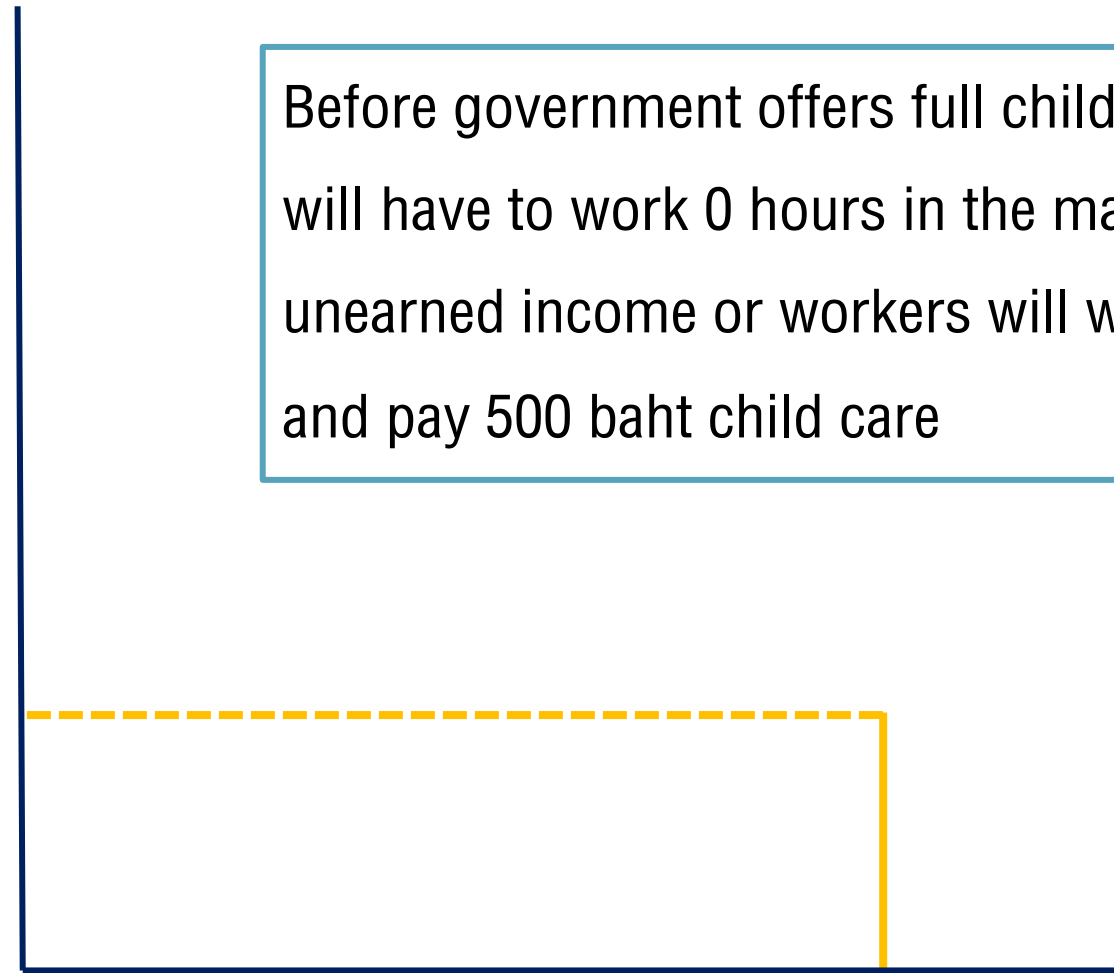 Before government offers full child
will have to work 0 hours in the
unearned income or workers will
and pay 500 baht child care